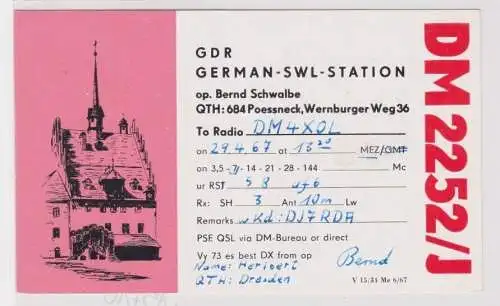 GDR
GERMAN-SWL-STATION
op. Bernd Schwalbe
QTH: 684 Poessneck, Wernburger Weg 36
To Radio DM4XOL
on 29.4.67 at 13 20 MEZ/GMT
on 3,5 -7- 14 - 21 - 28 - 144 Mc
ur RST 58
Rx: SH 3 Ant 10m Lw
Remarks wkd: DJ7RDA
PSE QSL via DM-Bureau or direct
Vy 73 es best DX from op Bernd
Name: Heribert
QTH: Dresden
V 15/31 Me 6/67
DM 2252/J